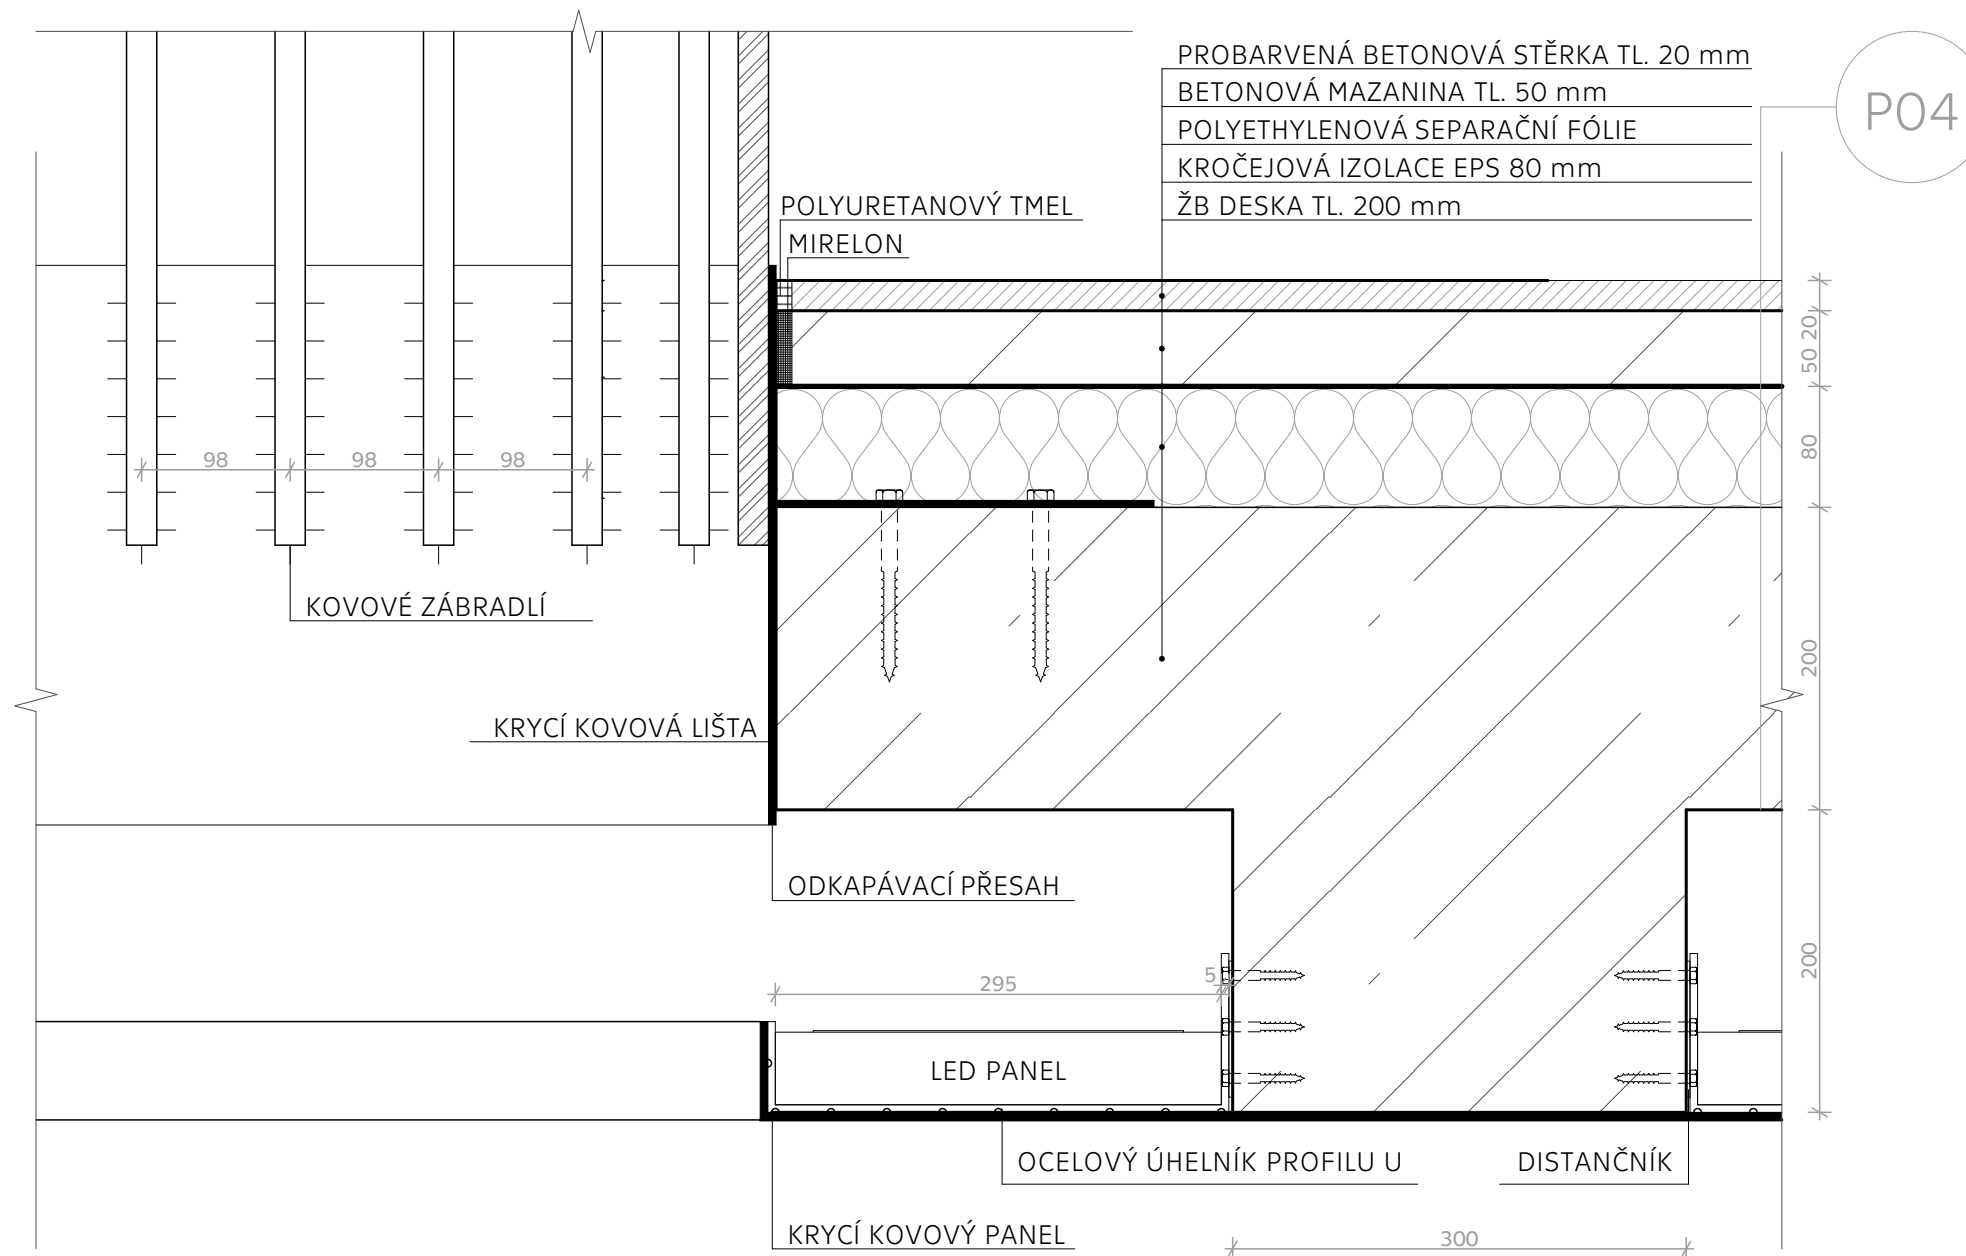 PROBARVENÁ BETONOVÁ STĚRKA TL. 20 mm
BETONOVÁ MAZANINA TL. 50 mm
POLYETHYLENOVÁ SEPARAČNÍ FÓLIE
KROČEJOVÁ IZOLACE EPS 80 mm
ŽB DESKA TL. 200 mm
P04
POLYURETANOVÝ TMEL
MIRELON
20
50
80
98
98
98
KOVOVÉ ZÁBRADLÍ
200
KRYCÍ KOVOVÁ LIŠTA
ODKAPÁVACÍ PŘESAH
200
295
5
LED PANEL
OCELOVÝ ÚHELNÍK PROFILU U
DISTANČNÍK
KRYCÍ KOVOVÝ PANEL
300